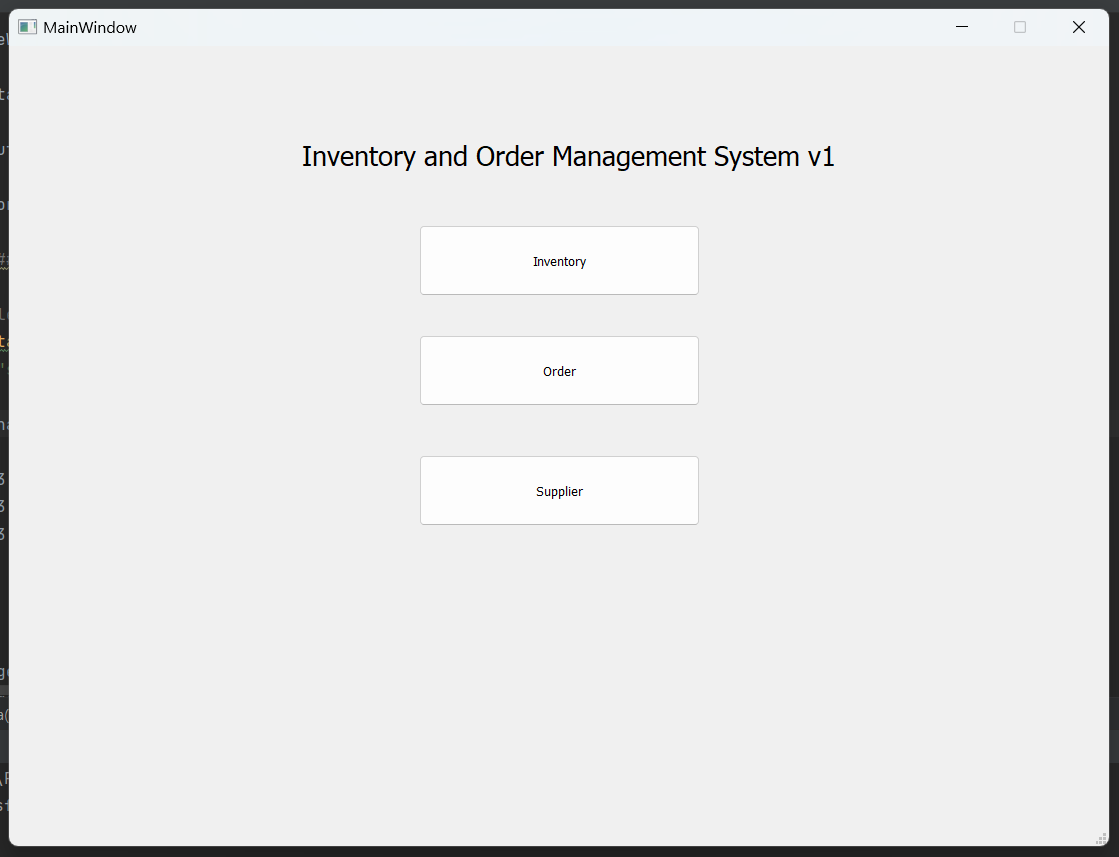 MainWindow
Inventory and Order Management System v1
Inventory
Order
Supplier